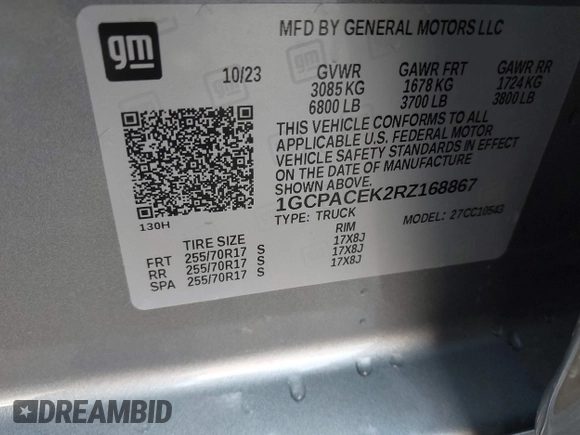 gm
MFD BY GENERAL MOTORS LLC
10/23 GVWR GAWR FRT GAWR RR
3085 KG 1678 KG 1724 KG
6800 LB 3700 LB 3800 LB
THIS VEHICLE CONFORMS TO ALL
APPLICABLE U.S. FEDERAL MOTOR
VEHICLE SAFETY STANDARDS IN EFFECT
ON THE DATE OF MANUFACTURE
SHOWN ABOVE.
1GCPACEK2RZ168867
130H
TYPE: TRUCK MODEL: 27CC10543
TIRE SIZE RIM
FRT 255/70R17 S 17X8J
RR 255/70R17 S 17X8J
SPA 255/70R17 S 17X8J
DREAMBID